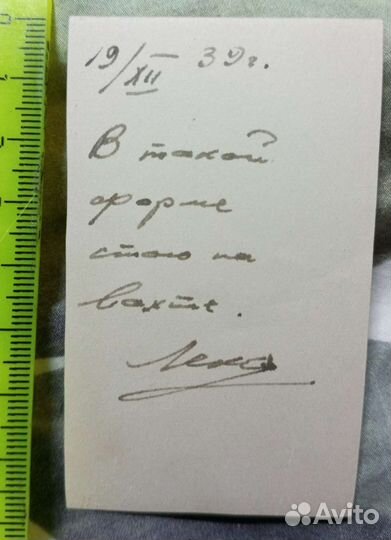 19/XII 39г.
В такой
форме
стою на
вахте.
Avito